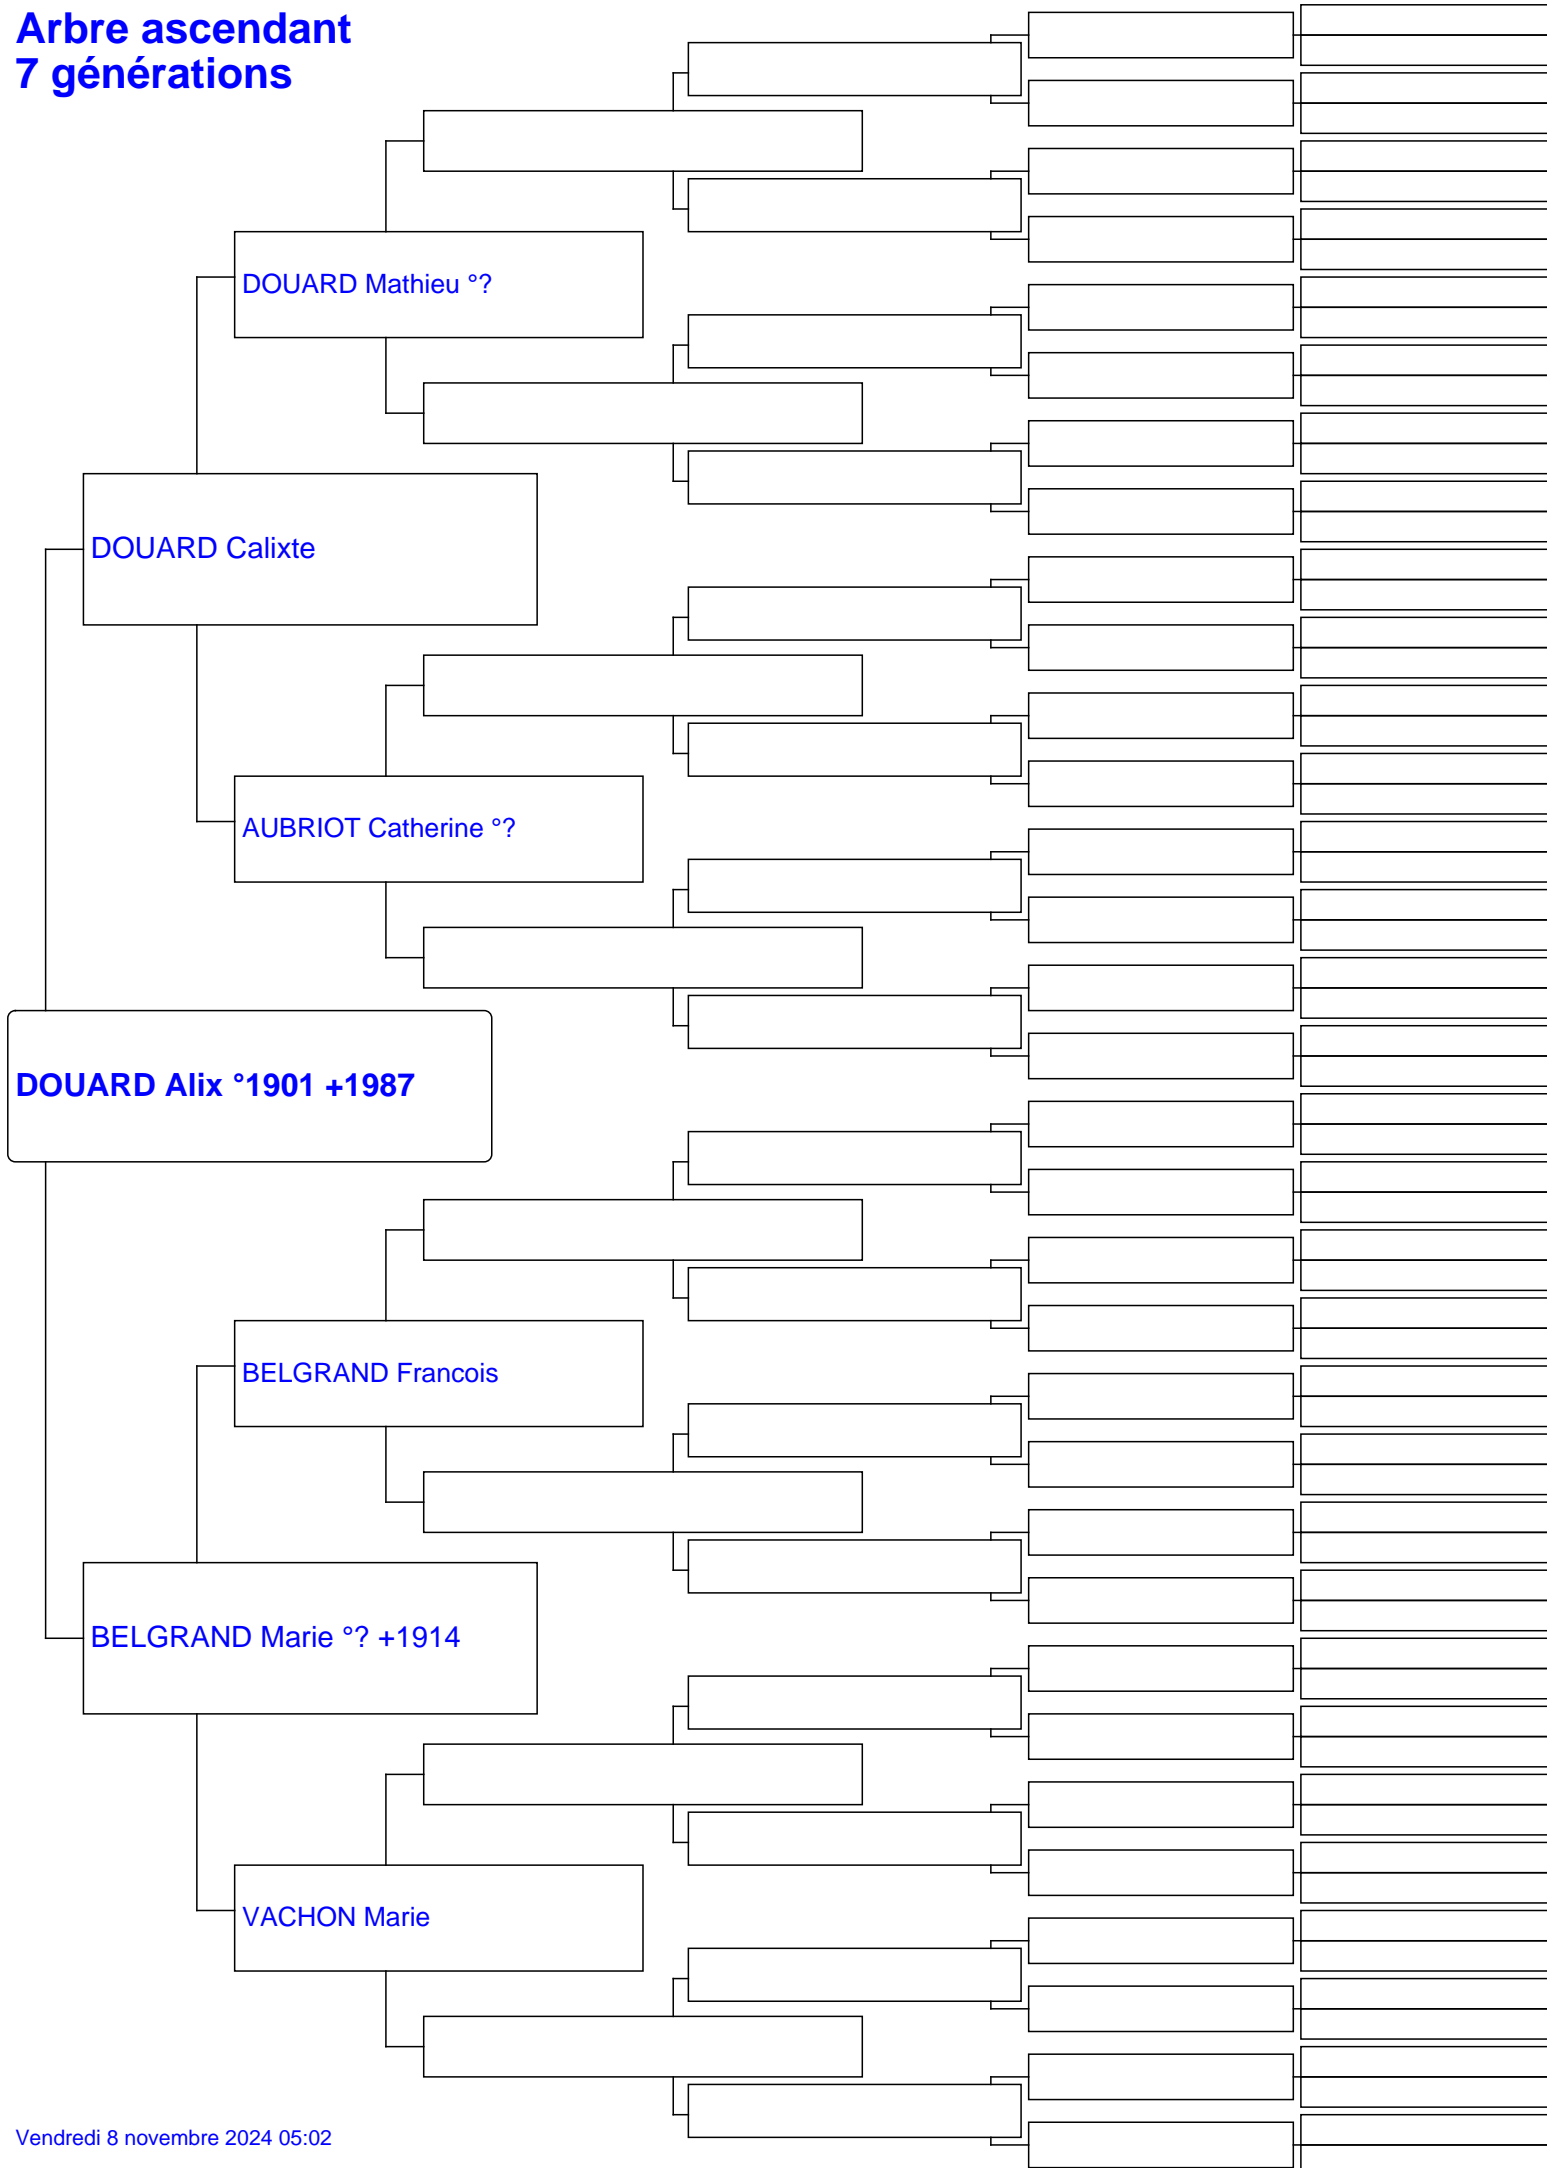 Arbre ascendant
7 générations
DOUARD Mathieu °?
DOUARD Calixte
AUBRIOT Catherine °?
DOUARD Alix °1901 +1987
BELGRAND Francois
BELGRAND Marie °? +1914
VACHON Marie
Vendredi 8 novembre 2024 05:02